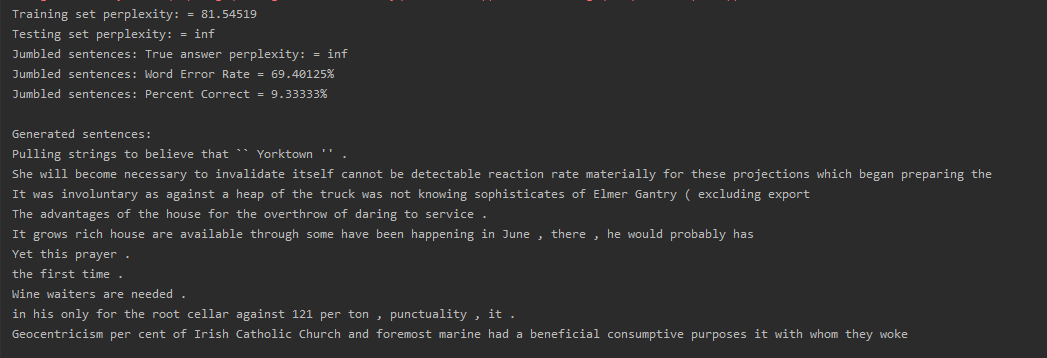 Training set perplexity: = 81.54519
Testing set perplexity: = inf
Jumbled sentences: True answer perplexity: = inf
Jumbled sentences: Word Error Rate = 69.40125%
Jumbled sentences: Percent Correct = 9.33333%
Generated sentences:
Pulling strings to believe that `` Yorktown '' .
She will become necessary to invalidate itself cannot be detectable reaction rate materially for these projections which began preparing the
It was involuntary as against a heap of the truck was not knowing sophisticates of Elmer Gantry ( excluding export
The advantages of the house for the overthrow of daring to service .
It grows rich house are available through some have been happening in June , there , he would probably has
Yet this prayer .
the first time .
Wine waiters are needed .
in his only for the root cellar against 121 per ton , punctuality , it .
Geocentricism per cent of Irish Catholic Church and foremost marine had a beneficial consumptive purposes it with whom they woke